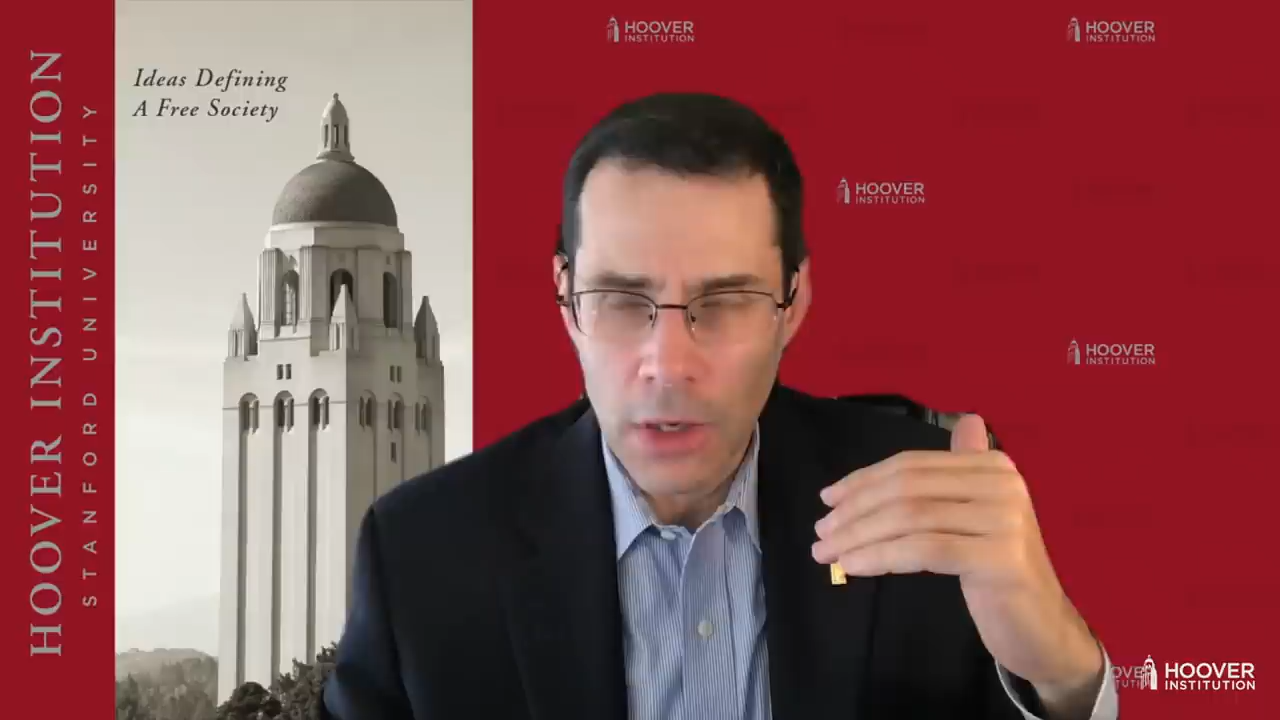 HOOVER INSTITUTION
STANFORD UNIVERSITY
Ideas Defining
A Free Society
HOOVER
INSTITUTION
HOOVER
INSTITUTION
HOOVER
INSTITUTION
HOOVER
INSTITUTION
HOOVER
INSTITUTION